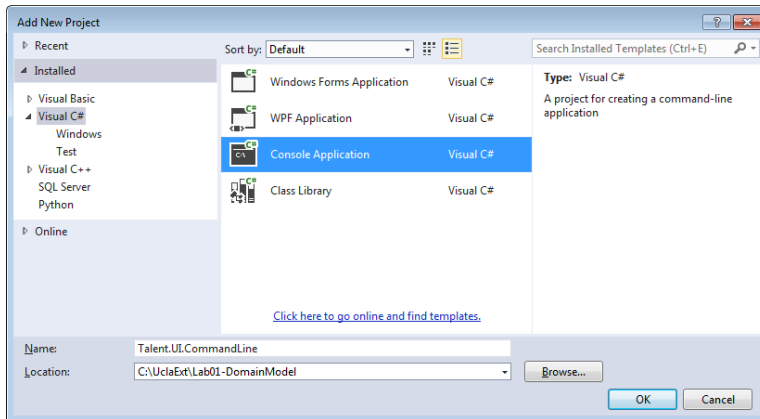 Add New Project
Recent
Installed
Visual Basic
Visual C#
Windows
Test
Visual C++
SQL Server
Python
Online
Sort by: Default
Search Installed Templates (Ctrl+E)
Windows Forms Application Visual C#
WPF Application Visual C#
Console Application Visual C#
Class Library Visual C#
Click here to go online and find templates.
Type: Visual C#
A project for creating a command-line
application
Name: Talent.UI.CommandLine
Location: C:\UclaExt\Lab01-DomainModel
Browse...
OK Cancel